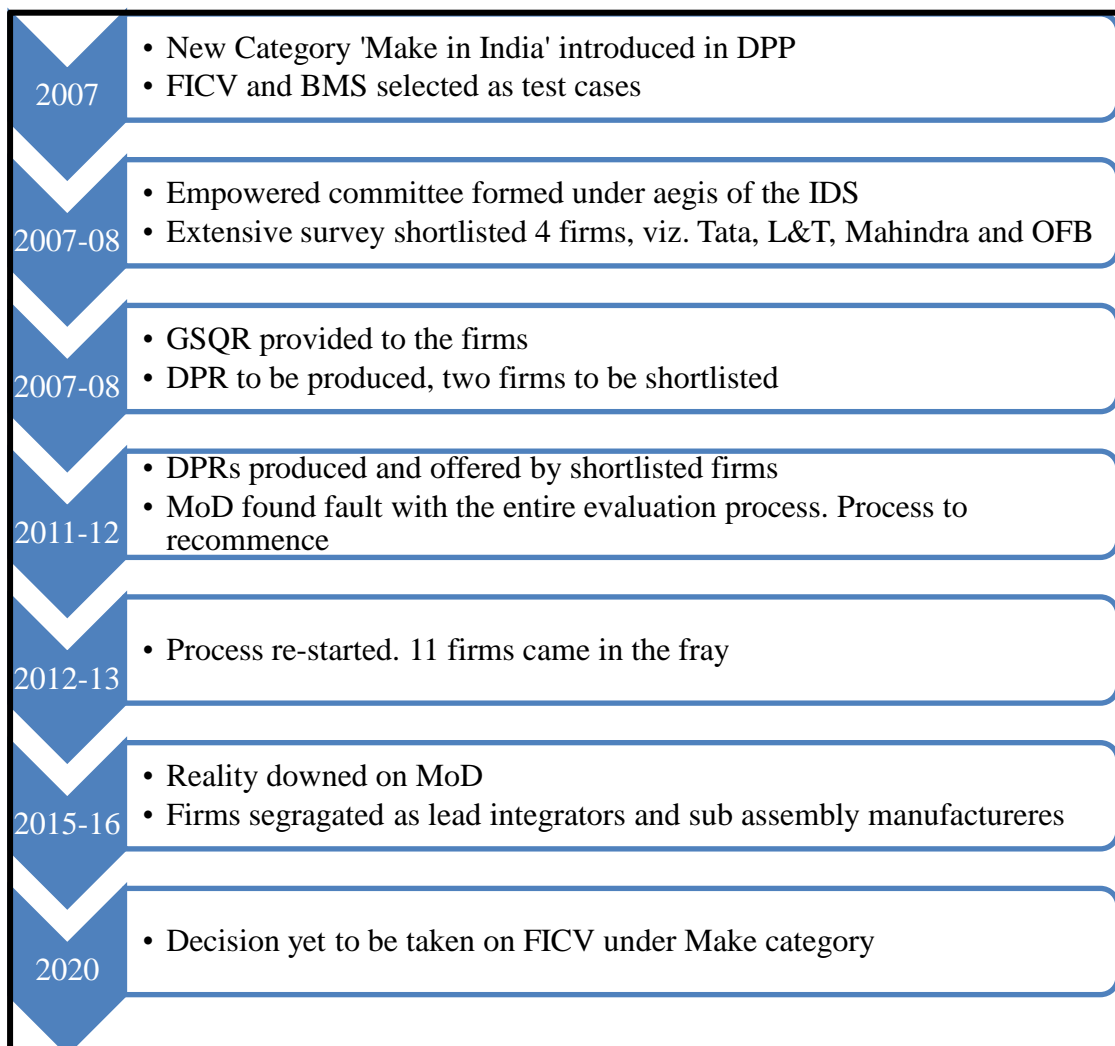 2007
• New Category 'Make in India' introduced in DPP
• FICV and BMS selected as test cases
2007-08
• Empowered committee formed under aegis of the IDS
• Extensive survey shortlisted 4 firms, viz. Tata, L&T, Mahindra and OFB
2007-08
• GSQR provided to the firms
• DPR to be produced, two firms to be shortlisted
2011-12
• DPRs produced and offered by shortlisted firms
• MoD found fault with the entire evaluation process. Process to
recommence
2012-13
• Process re-started. 11 firms came in the fray
2015-16
• Reality downed on MoD
• Firms segragated as lead integrators and sub assembly manufactureres
2020
• Decision yet to be taken on FICV under Make category